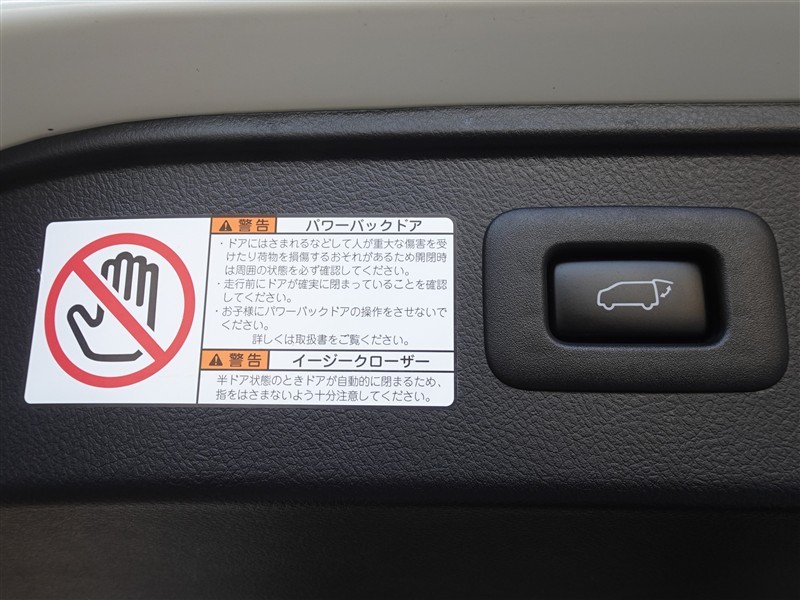 警告 パワーバックドア
・ドアにはさまれるなどして人が重大な傷害を受
けたり荷物を損傷するおそれがあるため開閉時
は周囲の状態を必ず確認してください。
・走行前にドアが確実に閉まっていることを確認
してください。
・お子様にパワーバックドアの操作をさせないで
ください。
詳しくは取扱書をご覧ください。
警告 イージークローザー
半ドア状態のときドアが自動的に閉まるため、
指をはさまないよう十分注意してください。